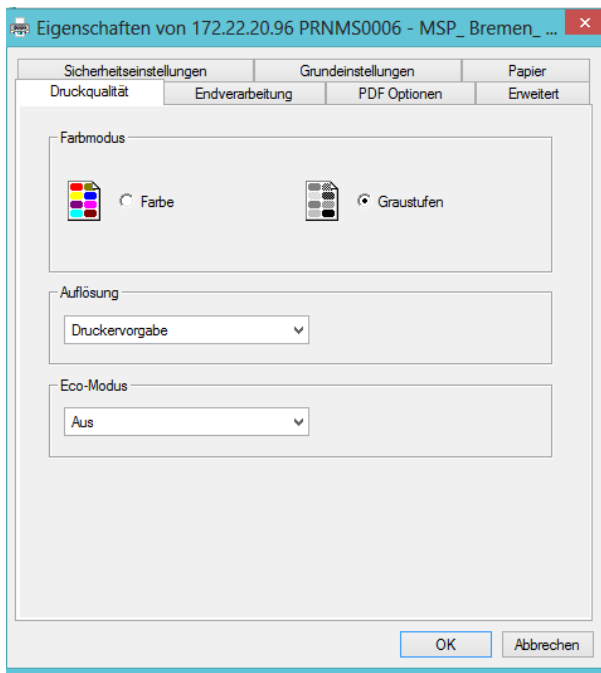 Eigenschaften von 172.22.20.96 PRNMS0006 - MSP_ Bremen_ ...
Sicherheitseinstellungen Grundeinstellungen Papier
Druckqualität Endverarbeitung PDF Optionen Erweitert
Farbmodus
Farbe Graustufen
Auflösung
Druckervorgabe
Eco-Modus
Aus
OK Abbrechen